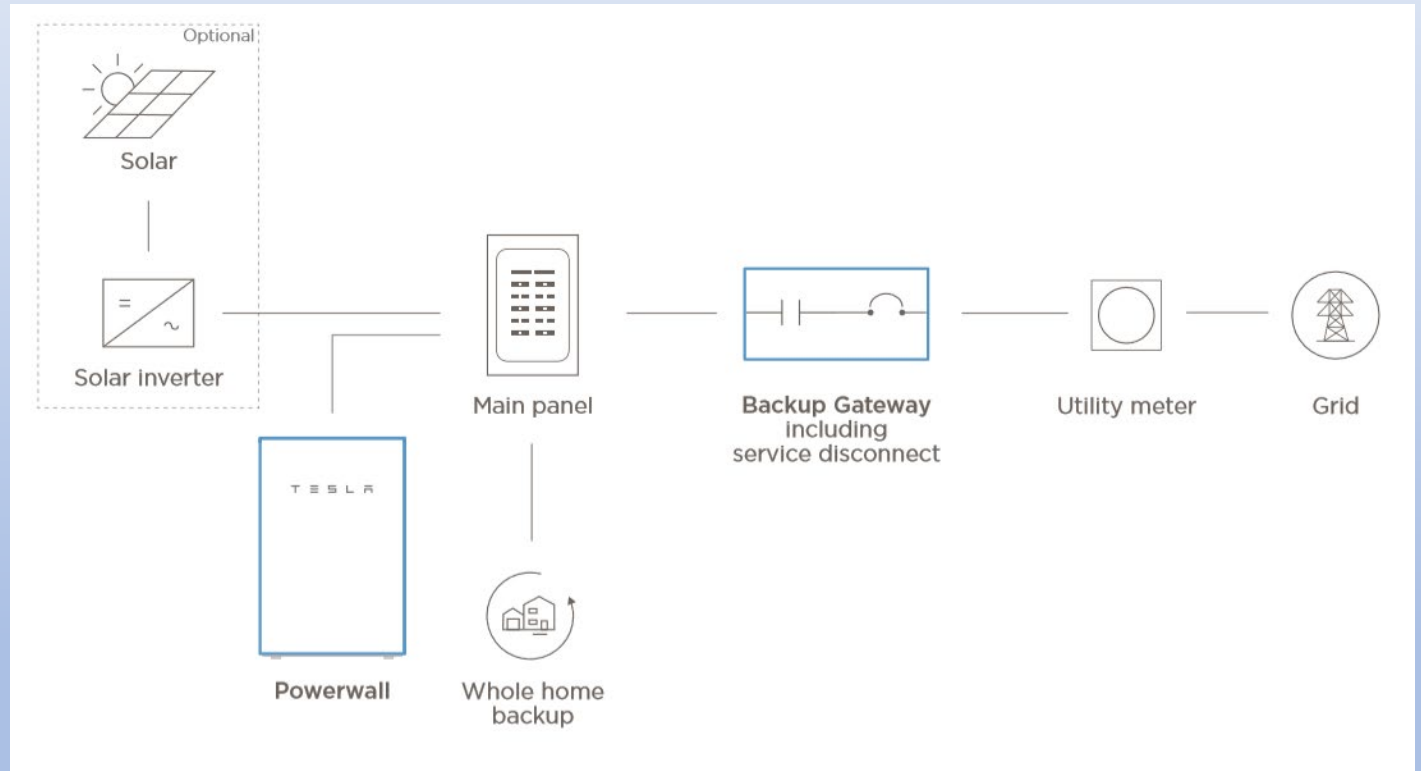 Optional
Solar
Solar inverter
TESLA
Powerwall
Main panel
Whole home
backup
Backup Gateway
including
service disconnect
Utility meter
Grid